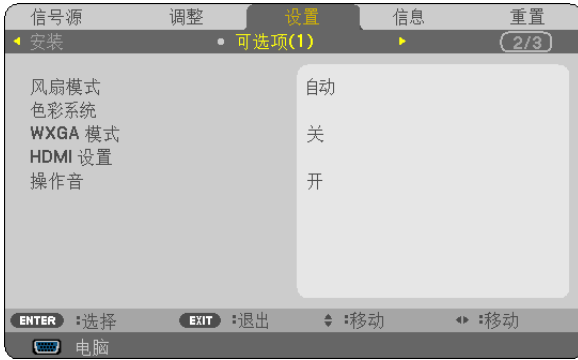 信号源 调整 设置 信息 重置
安装 • 可选项(1) 2/3
风扇模式 自动
色彩系统
WXGA 模式 关
HDMI 设置
操作音 开
ENTER :选择 EXIT :退出 :移动 :移动
电脑